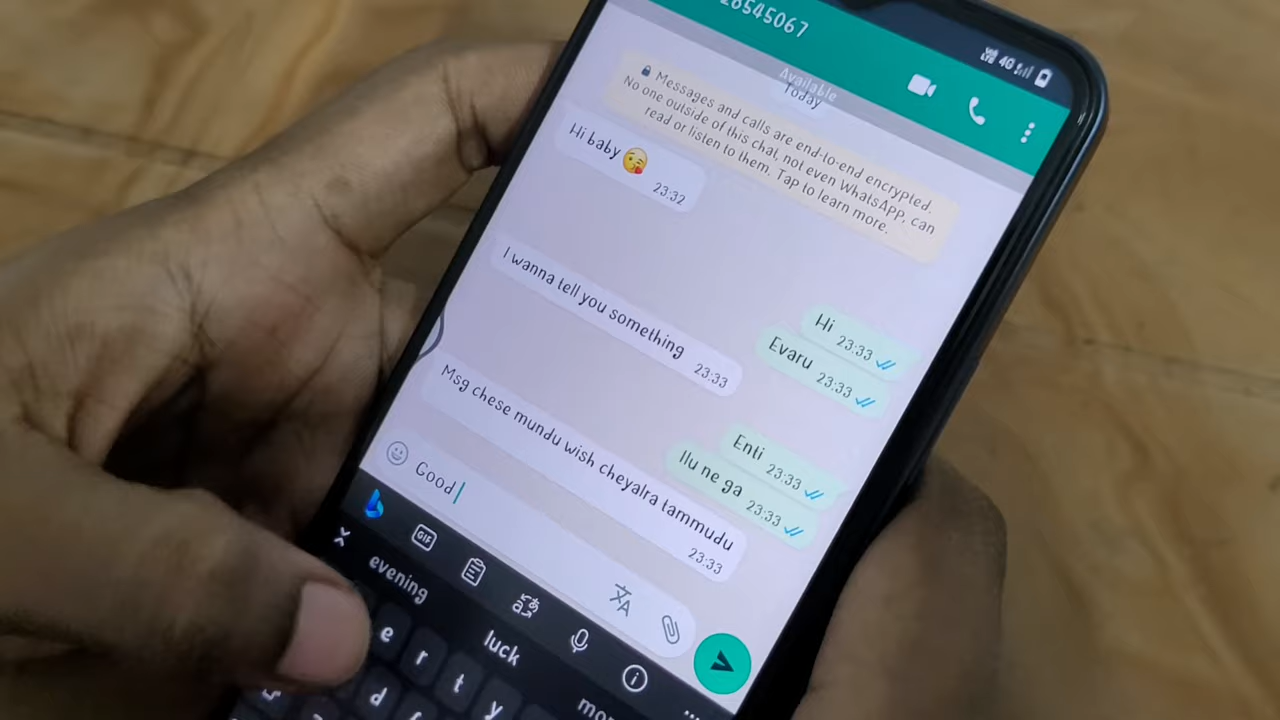 28545067
4G
Available
Today
Messages and calls are end-to-end encrypted.
No one outside of this chat, not even WhatsAPP, can
read or listen to them. Tap to learn more.
Hi baby 😘
23:32
Hi 23:33
Evaru 23:33
I wanna tell you something 23:33
Enti 23:33
Ilu ne ga 23:33
Msg chese mundu wish cheyalra tammudu
23:33
Good
GIF
evening
luck
e
r
t
y
d